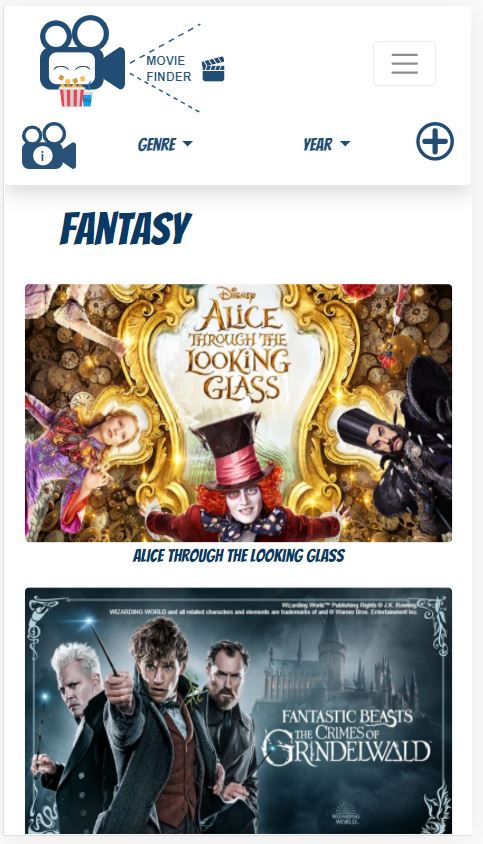 MOVIE
FINDER
i
GENRE
YEAR
FANTASY
Disney
ALICE
THROUGH THE
LOOKING
GLASS
ALICE THROUGH THE LOOKING GLASS
Wizarding World™ Publishing Rights © J.K. Rowling
WIZARDING WORLD and all related characters and elements are trademarks of and © Warner Bros. Entertainment Inc.
FANTASTIC BEASTS
THE CRIMES OF
GRINDELWALD
WIZARDING
WORLD